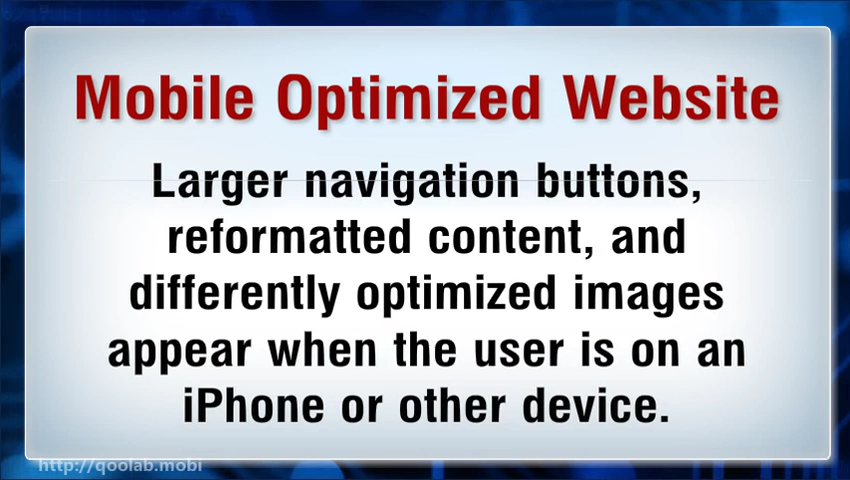 Mobile Optimized Website
Larger navigation buttons,
reformatted content, and
differently optimized images
appear when the user is on an
iPhone or other device.
http://qoolab.mobi